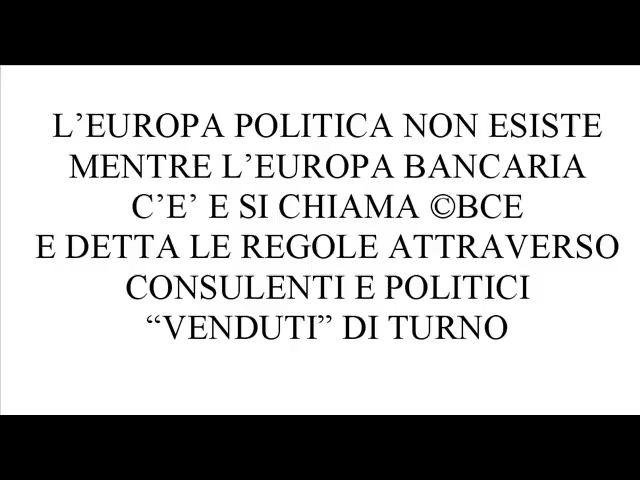 L’EUROPA POLITICA NON ESISTE
MENTRE L’EUROPA BANCARIA
C’E’ E SI CHIAMA ©BCE
E DETTA LE REGOLE ATTRAVERSO
CONSULENTI E POLITICI
“VENDUTI” DI TURNO